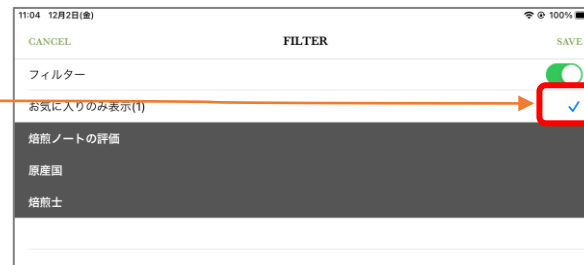 11:04 12月2日(金) 100%
CANCEL FILTER SAVE
フィルター
お気に入りのみ表示(1)
焙煎ノートの評価
原産国
焙煎士